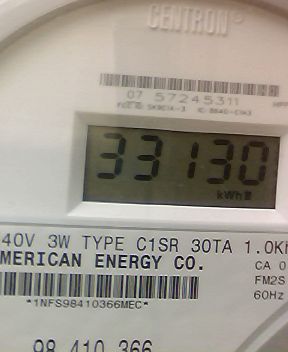 CENTRON®
07 57245311
33130
kWh
40V 3W TYPE C1SR 30TA 1.0K
MERICAN ENERGY CO.
CA 0
FM2S
60Hz
*1NFS98410366MEC*
98 410 366